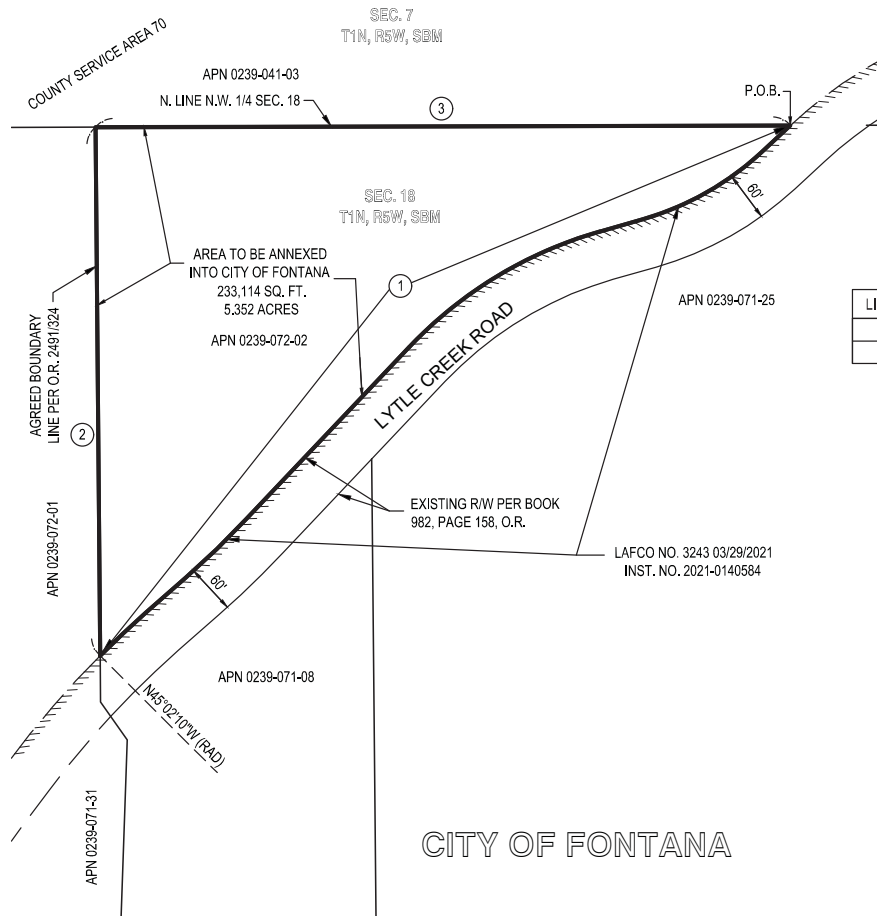 SEC. 7
T1N, R5W, SBM
COUNTY SERVICE AREA 70
APN 0239-041-03
N. LINE N.W. 1/4 SEC. 18
3
P.O.B.
60'
SEC. 18
T1N, R5W, SBM
AREA TO BE ANNEXED
INTO CITY OF FONTANA
233,114 SQ. FT.
5.352 ACRES
APN 0239-072-02
1
APN 0239-071-25
LI
AGREED BOUNDARY
LINE PER O.R. 2491/324
2
LYTLE CREEK ROAD
EXISTING R/W PER BOOK
982, PAGE 158, O.R.
LAFCO NO. 3243 03/29/2021
INST. NO. 2021-0140584
APN 0239-072-01
60'
APN 0239-071-08
N45°02'10"W (RAD)
APN 0239-071-31
CITY OF FONTANA